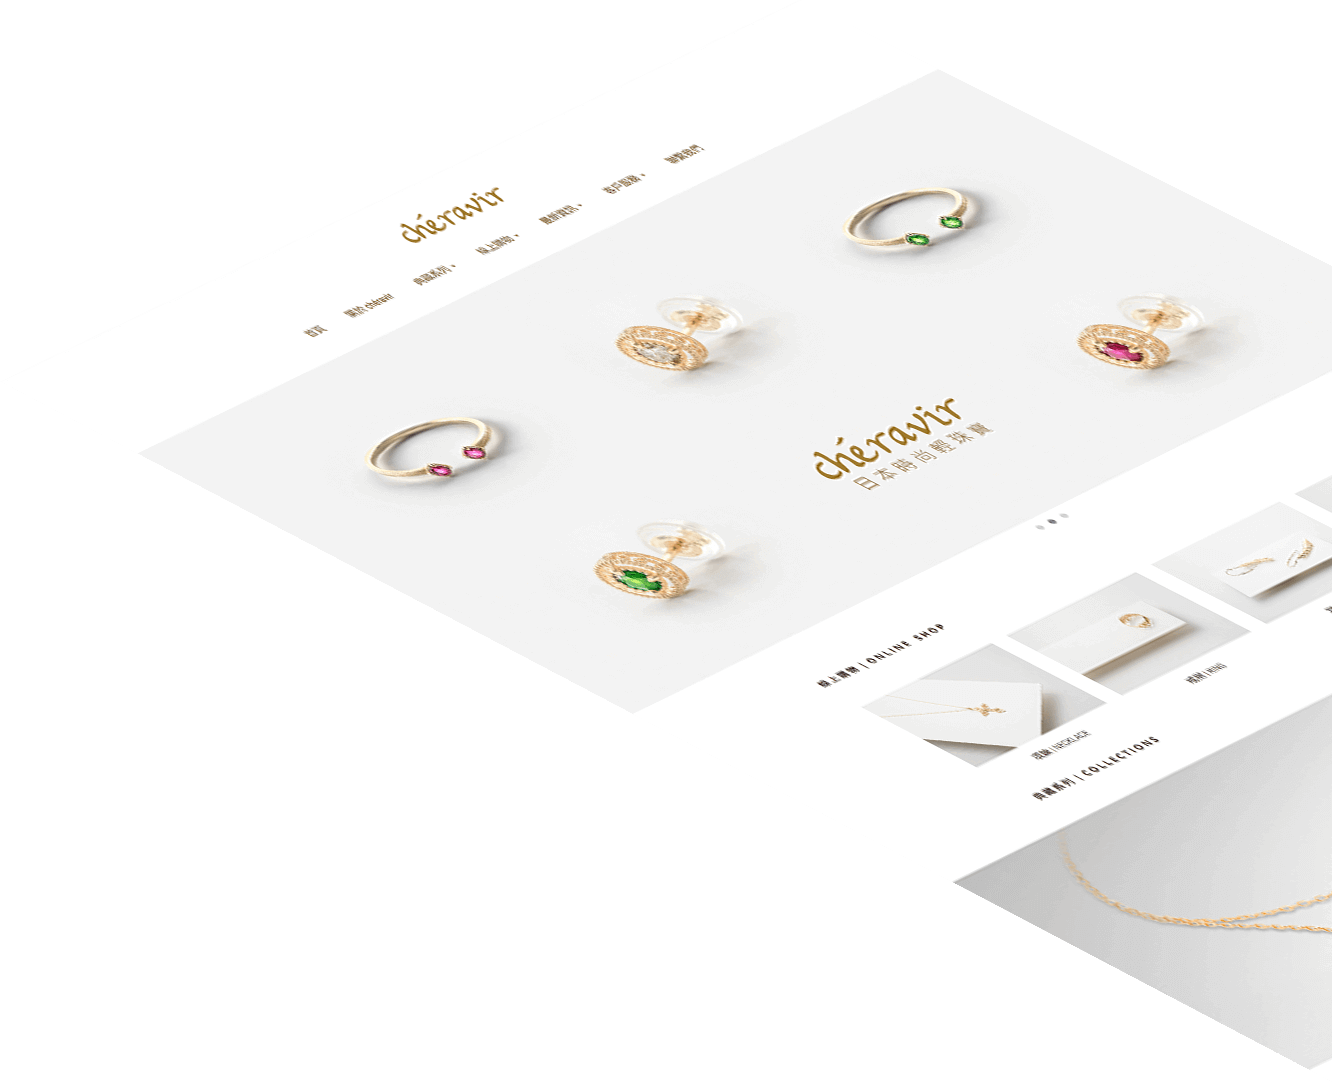 chéravir
首頁 關於 chéravir 典藏系列 線上購物 最新資訊 客戶服務 聯繫我們
chéravir
日本時尚輕珠寶
線上購物 | ONLINE SHOP
項鍊 | NECKLACE
戒指 | RING
典藏系列 | COLLECTIONS